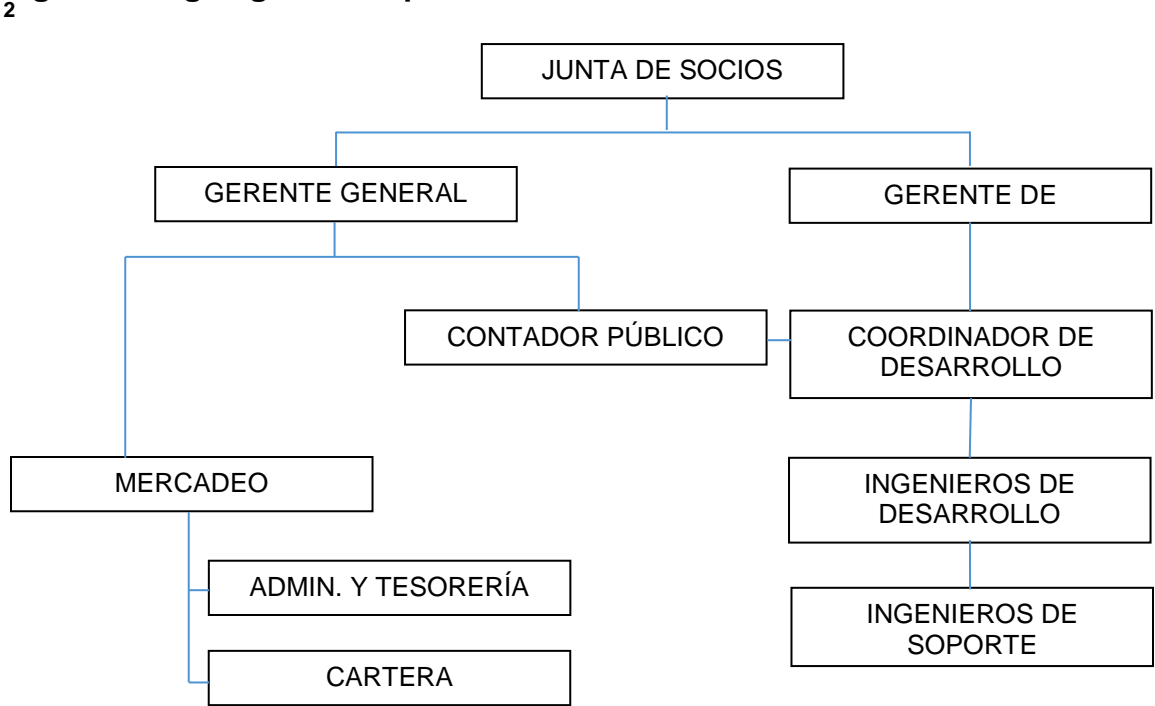 2
JUNTA DE SOCIOS
GERENTE GENERAL
GERENTE DE
CONTADOR PÚBLICO
COORDINADOR DE
DESARROLLO
MERCADEO
INGENIEROS DE
DESARROLLO
ADMIN. Y TESORERÍA
INGENIEROS DE
SOPORTE
CARTERA